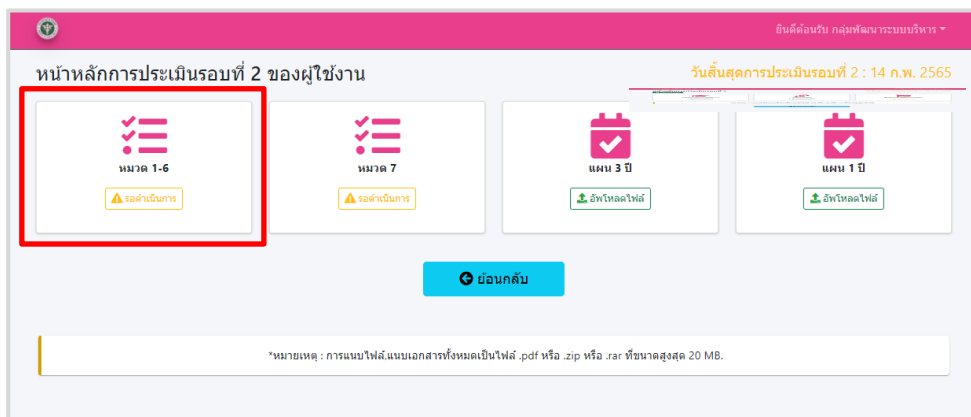 ยินดีต้อนรับ กลุ่มพัฒนาระบบบริหาร
หน้าหลักการประเมินรอบที่ 2 ของผู้ใช้งาน
วันสิ้นสุดการประเมินรอบที่ 2 : 14 ก.พ. 2565
หมวด 1-6
รอดำเนินการ
หมวด 7
รอดำเนินการ
แผน 3 ปี
อัพโหลดไฟล์
แผน 1 ปี
อัพโหลดไฟล์
ย่อนกลับ
*หมายเหตุ : การแนบไฟล์.แนบเอกสารทั้งหมดเป็นไฟล์ .pdf หรือ .zip หรือ .rar ที่ขนาดสูงสุด 20 MB.